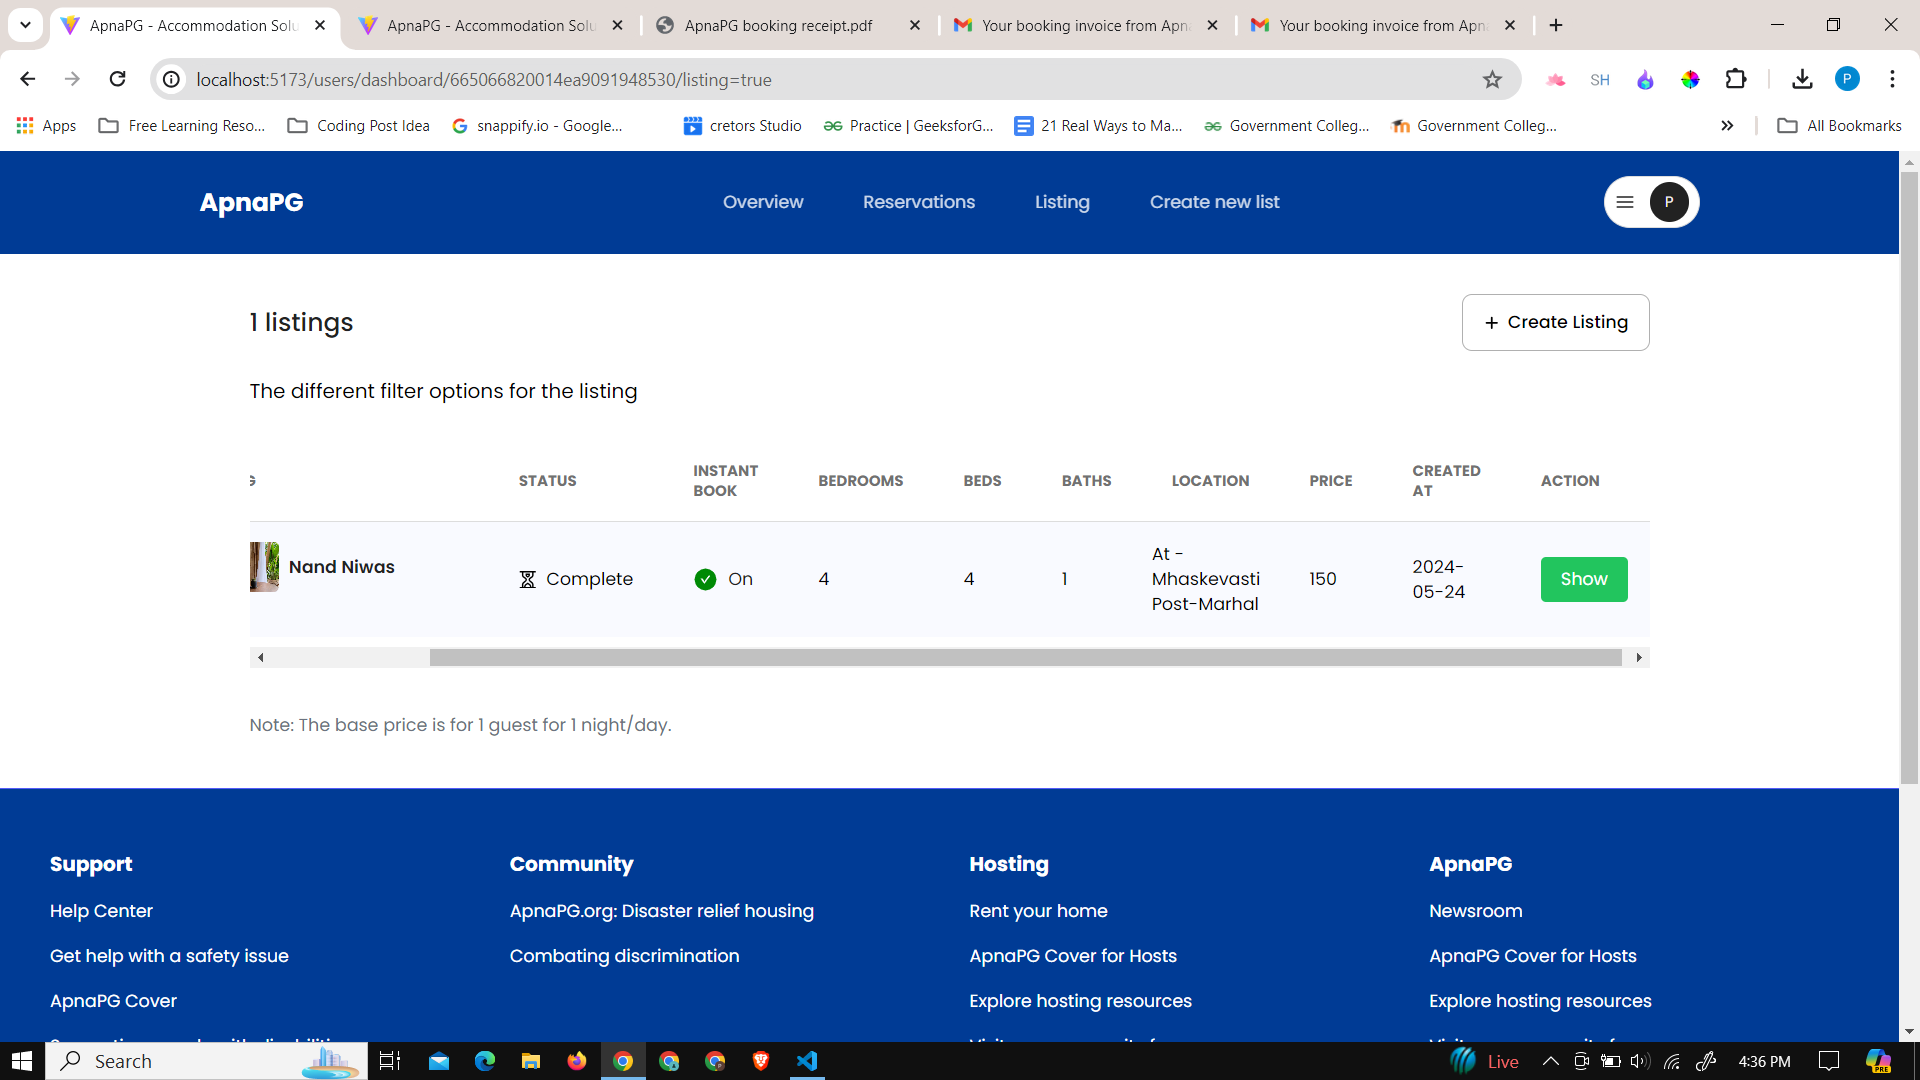 ApnaPG - Accommodation Solu
ApnaPG - Accommodation Solu
ApnaPG booking receipt.pdf
Your booking invoice from Apn
Your booking invoice from Apn
localhost:5173/users/dashboard/665066820014ea9091948530/listing=true
SH
P
Apps
Free Learning Reso...
Coding Post Idea
snappify.io - Google...
cretors Studio
Practice | GeeksforG...
21 Real Ways to Ma...
Government Colleg...
Government Colleg...
All Bookmarks
ApnaPG
Overview
Reservations
Listing
Create new list
P
1 listings
+ Create Listing
The different filter options for the listing
G
STATUS
INSTANT
BOOK
BEDROOMS
BEDS
BATHS
LOCATION
PRICE
CREATED
AT
ACTION
Nand Niwas
Complete
On
4
4
1
At -
Mhaskevasti
Post-Marhal
150
2024-
05-24
Show
Note: The base price is for 1 guest for 1 night/day.
Support
Help Center
Get help with a safety issue
ApnaPG Cover
Community
ApnaPG.org: Disaster relief housing
Combating discrimination
Hosting
Rent your home
ApnaPG Cover for Hosts
Explore hosting resources
ApnaPG
Newsroom
ApnaPG Cover for Hosts
Explore hosting resources
Search
Live
4:36 PM
PRE